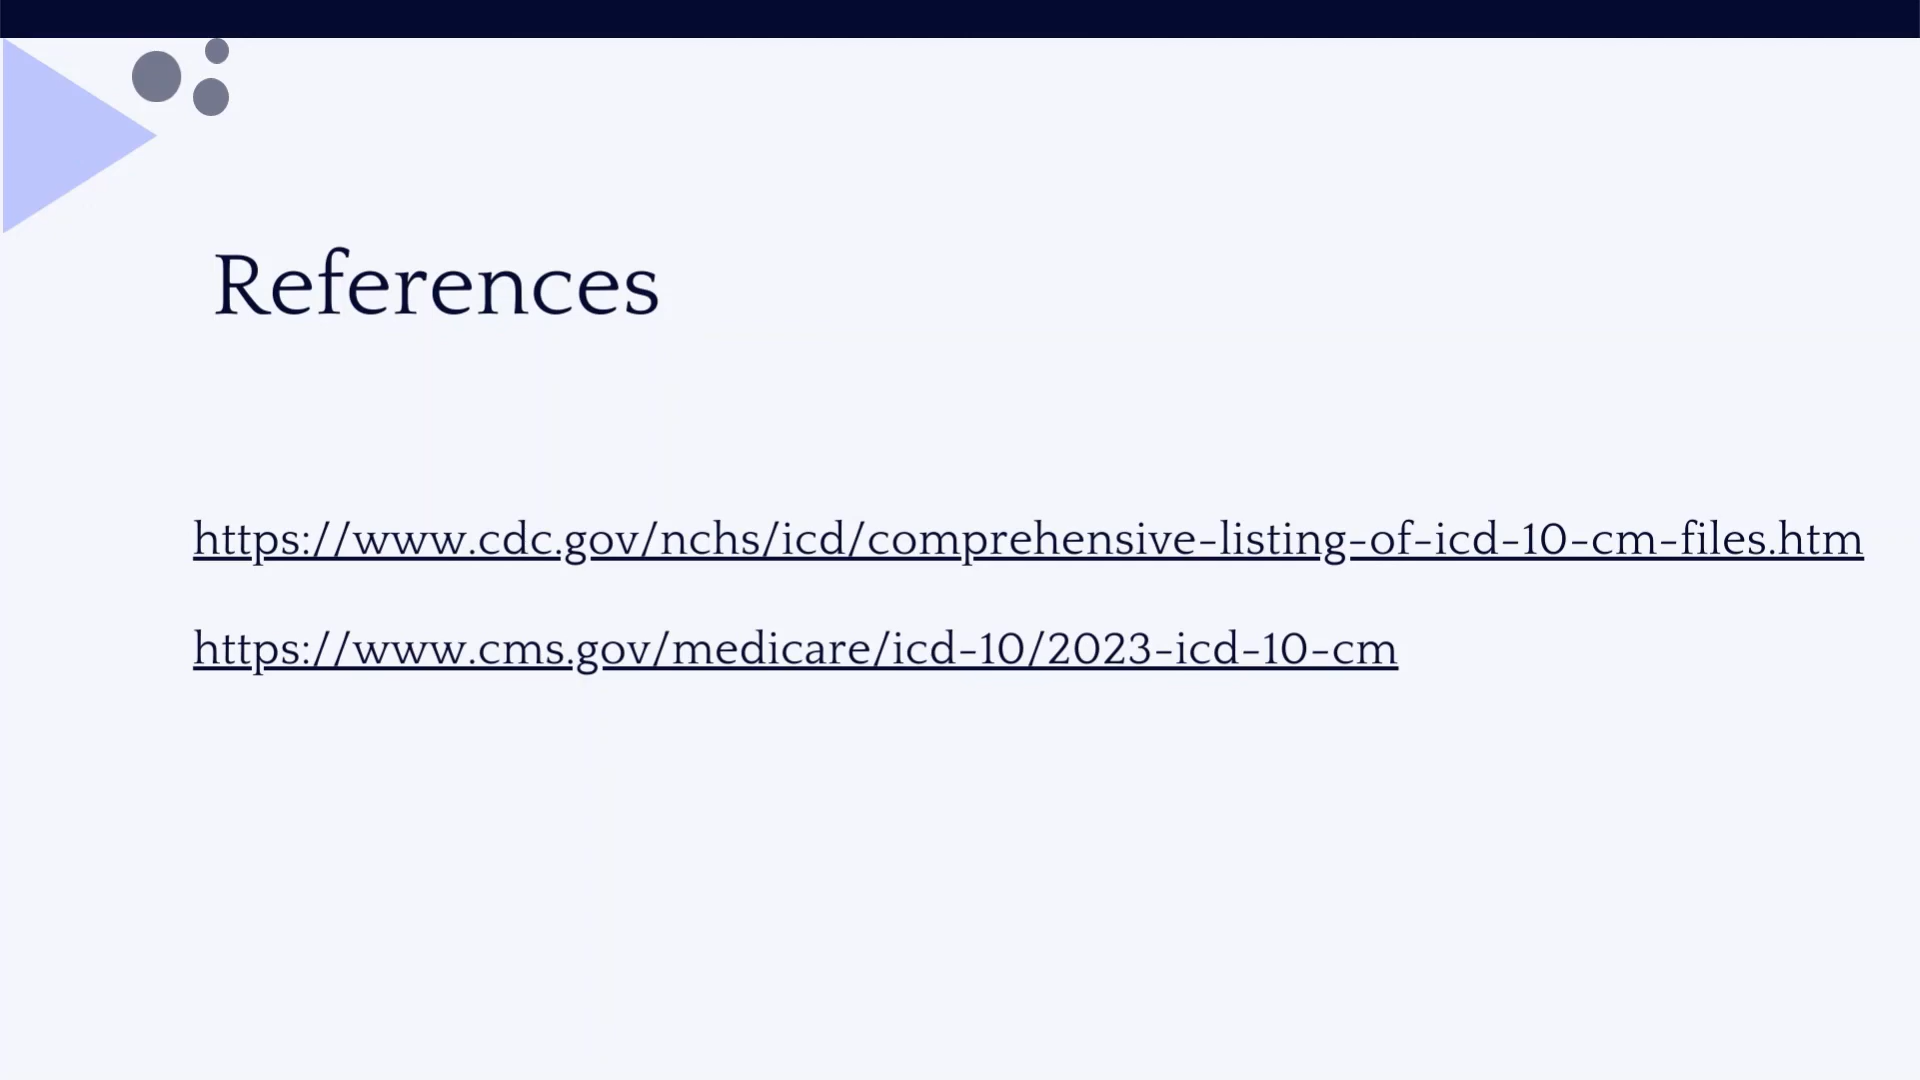 References
https://www.cdc.gov/nchs/icd/comprehensive-listing-of-icd-10-cm-files.htm
https://www.cms.gov/medicare/icd-10/2023-icd-10-cm